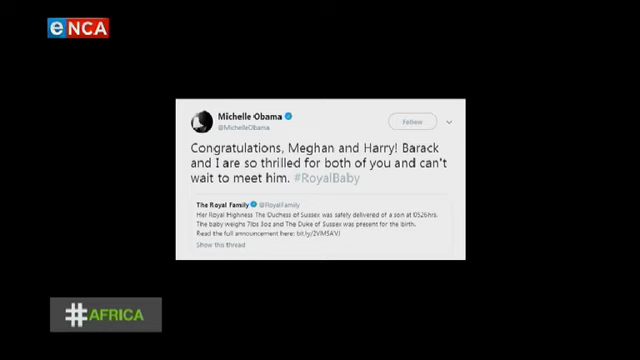 eNCA
Michelle Obama
@MichelleObama
Follow
Congratulations, Meghan and Harry! Barack
and I are so thrilled for both of you and can't
wait to meet him. #RoyalBaby
The Royal Family @RoyalFamily
Her Royal Highness The Duchess of Sussex was safely delivered of a son at 0526hrs.
The baby weighs 7lbs 3oz and The Duke of Sussex was present for the birth.
Read the full announcement here:
Show this thread
#AFRICA